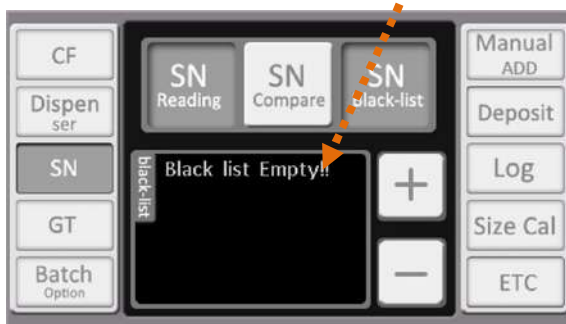 CF
Dispen
ser
SN
GT
Batch
Option
SN
Reading
SN
Compare
SN
black-list
black-list
Black list Empty!!
+
−
Manual
ADD
Deposit
Log
Size Cal
ETC